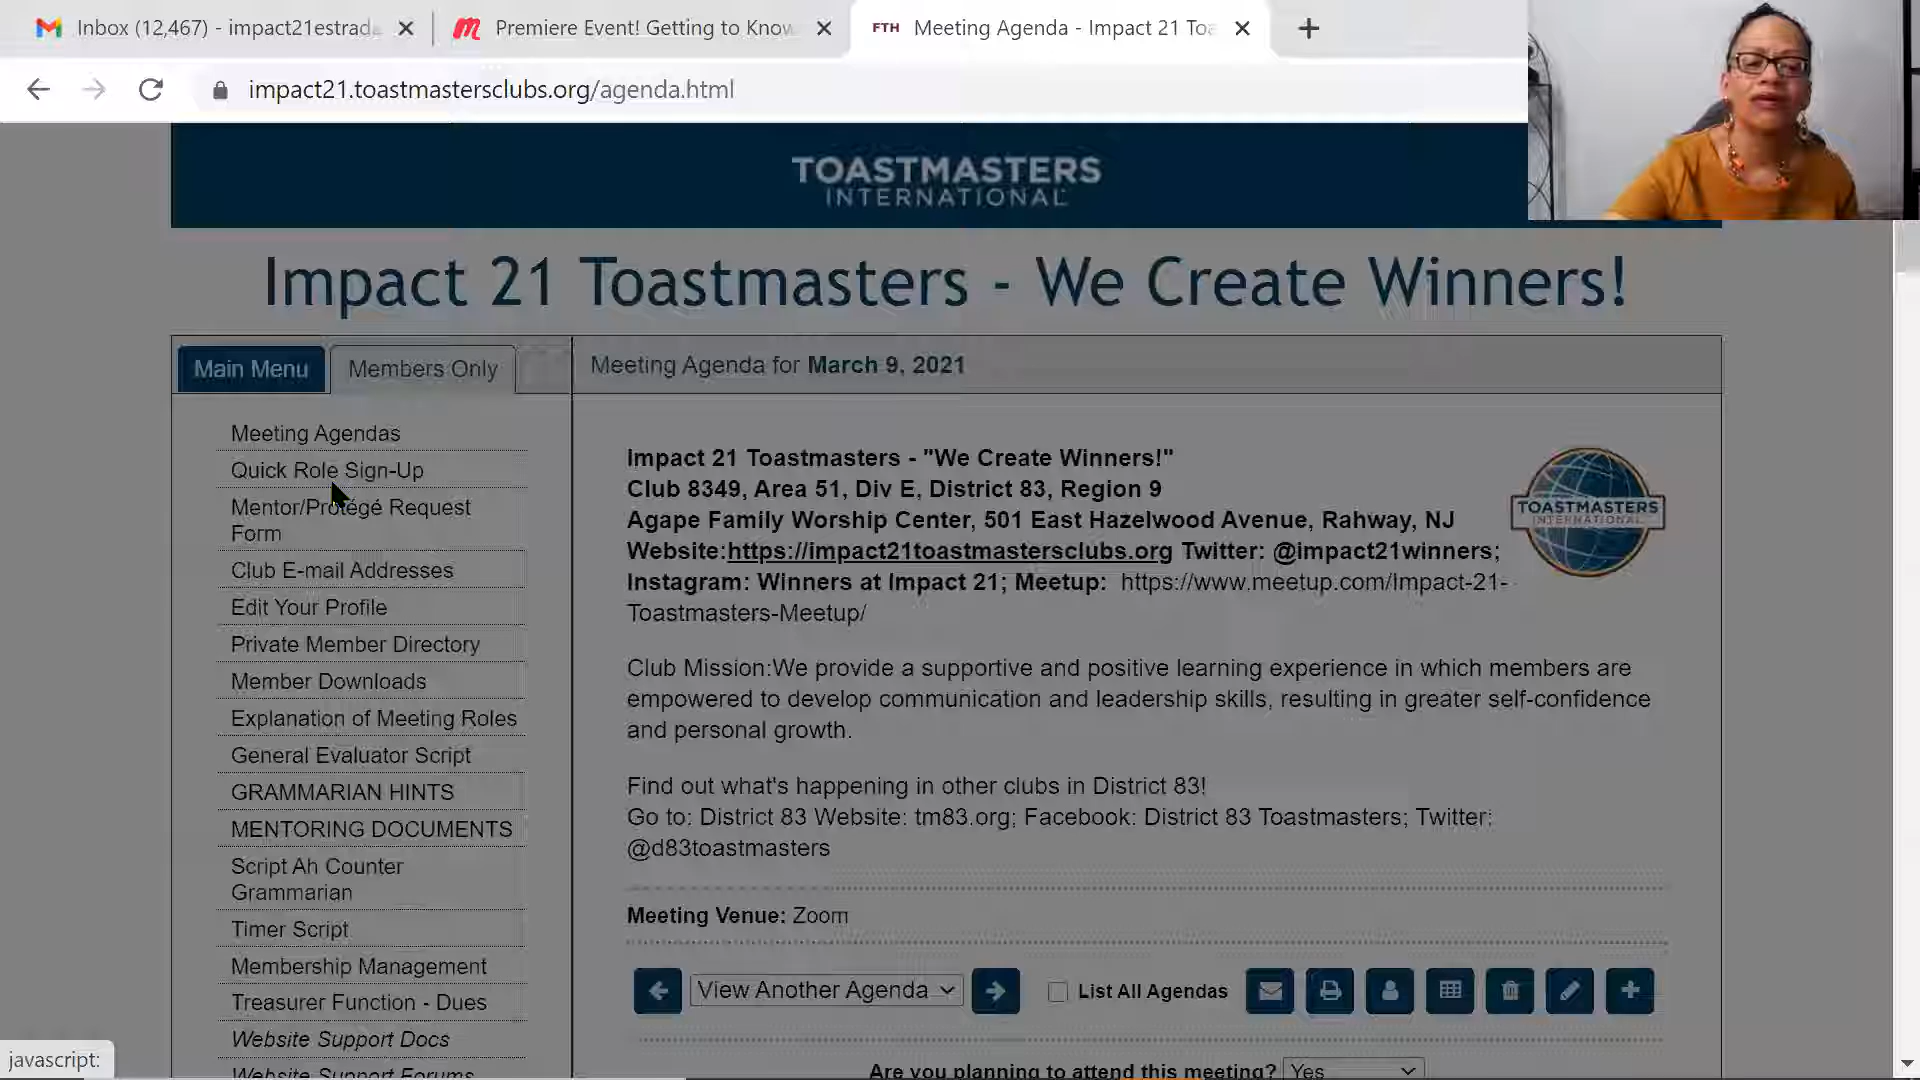 Inbox (12,467) - impact21estrada
Premiere Event! Getting to Know
FTH Meeting Agenda - Impact 21 Toa
impact21.toastmastersclubs.org/agenda.html
TOASTMASTERS
INTERNATIONAL
Impact 21 Toastmasters - We Create Winners!
Main Menu
Members Only
Meeting Agendas
Quick Role Sign-Up
Mentor/Protégé Request
Form
Club E-mail Addresses
Edit Your Profile
Private Member Directory
Member Downloads
Explanation of Meeting Roles
General Evaluator Script
GRAMMARIAN HINTS
MENTORING DOCUMENTS
Script Ah Counter
Grammarian
Timer Script
Membership Management
Treasurer Function - Dues
Website Support Docs
Website Support Forums
Meeting Agenda for March 9, 2021
Impact 21 Toastmasters - "We Create Winners!"
Club 8349, Area 51, Div E, District 83, Region 9
Agape Family Worship Center, 501 East Hazelwood Avenue, Rahway, NJ
Website:https://impact21toastmastersclubs.org Twitter: @impact21winners;
Instagram: Winners at Impact 21; Meetup: https://www.meetup.com/Impact-21-
Toastmasters-Meetup/
TOASTMASTERS
INTERNATIONAL
Club Mission:We provide a supportive and positive learning experience in which members are
empowered to develop communication and leadership skills, resulting in greater self-confidence
and personal growth.
Find out what's happening in other clubs in District 83!
Go to: District 83 Website: tm83.org; Facebook: District 83 Toastmasters; Twitter:
@d83toastmasters
Meeting Venue: Zoom
View Another Agenda
List All Agendas
Are you planning to attend this meeting? Yes
javascript: